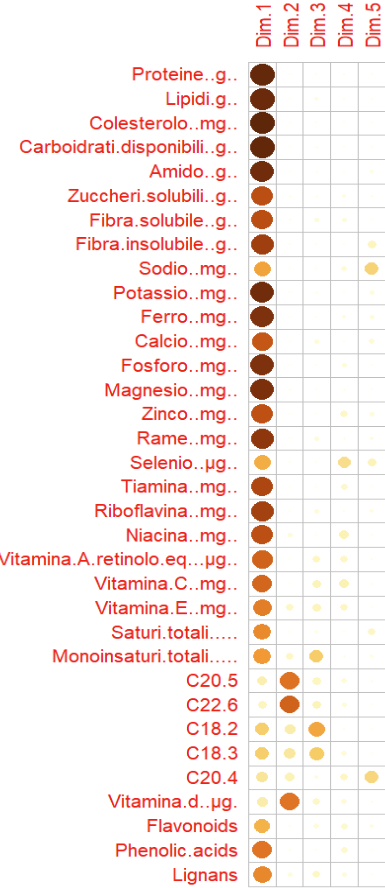 Dim.1 Dim.2 Dim.3 Dim.4 Dim.5
Proteine..g..
Lipidi.g..
Colesterolo..mg..
Carboidrati.disponibili..g..
Amido..g..
Zuccheri.solubili..g..
Fibra.solubile..g..
Fibra.insolubile..g..
Sodio..mg..
Potassio..mg..
Ferro..mg..
Calcio..mg..
Fosforo..mg..
Magnesio..mg..
Zinco..mg..
Rame..mg..
Selenio..µg..
Tiamina..mg..
Riboflavina..mg..
Niacina..mg..
Vitamina.A.retinolo.eq...µg..
Vitamina.C..mg..
Vitamina.E..mg..
Saturi.totali.....
Monoinsaturi.totali.....
C20.5
C22.6
C18.2
C18.3
C20.4
Vitamina.d..µg.
Flavonoids
Phenolic.acids
Lignans